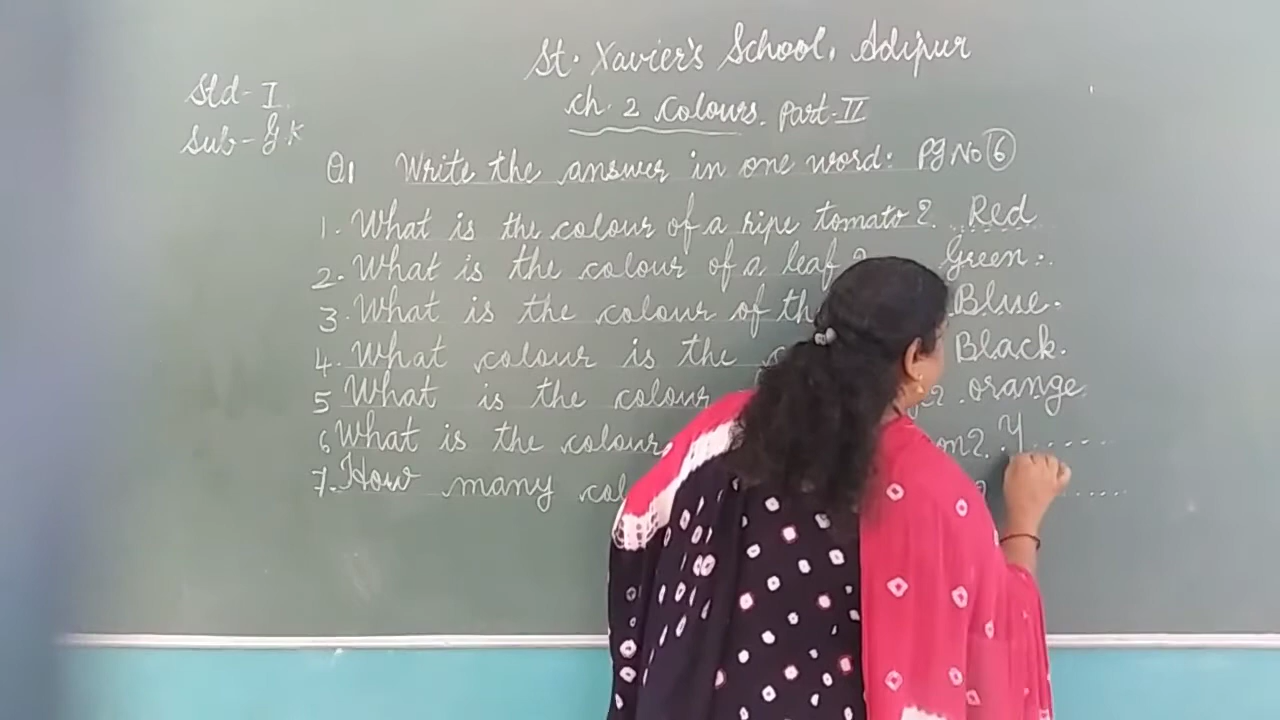 St. Xavier's School, Adipur
Std - I
Ch. 2 Colours. Part-II
Sub - G.K
Q1 Write the answer in one word: Pg No 6
1. What is the colour of a ripe tomato? Red
2. What is the colour of a leaf ? Green.
3. What is the colour of the Blue.
4. What colour is the Black.
5 What is the colour orange
6 What is the colour ? Y.....
7. How many ? ....